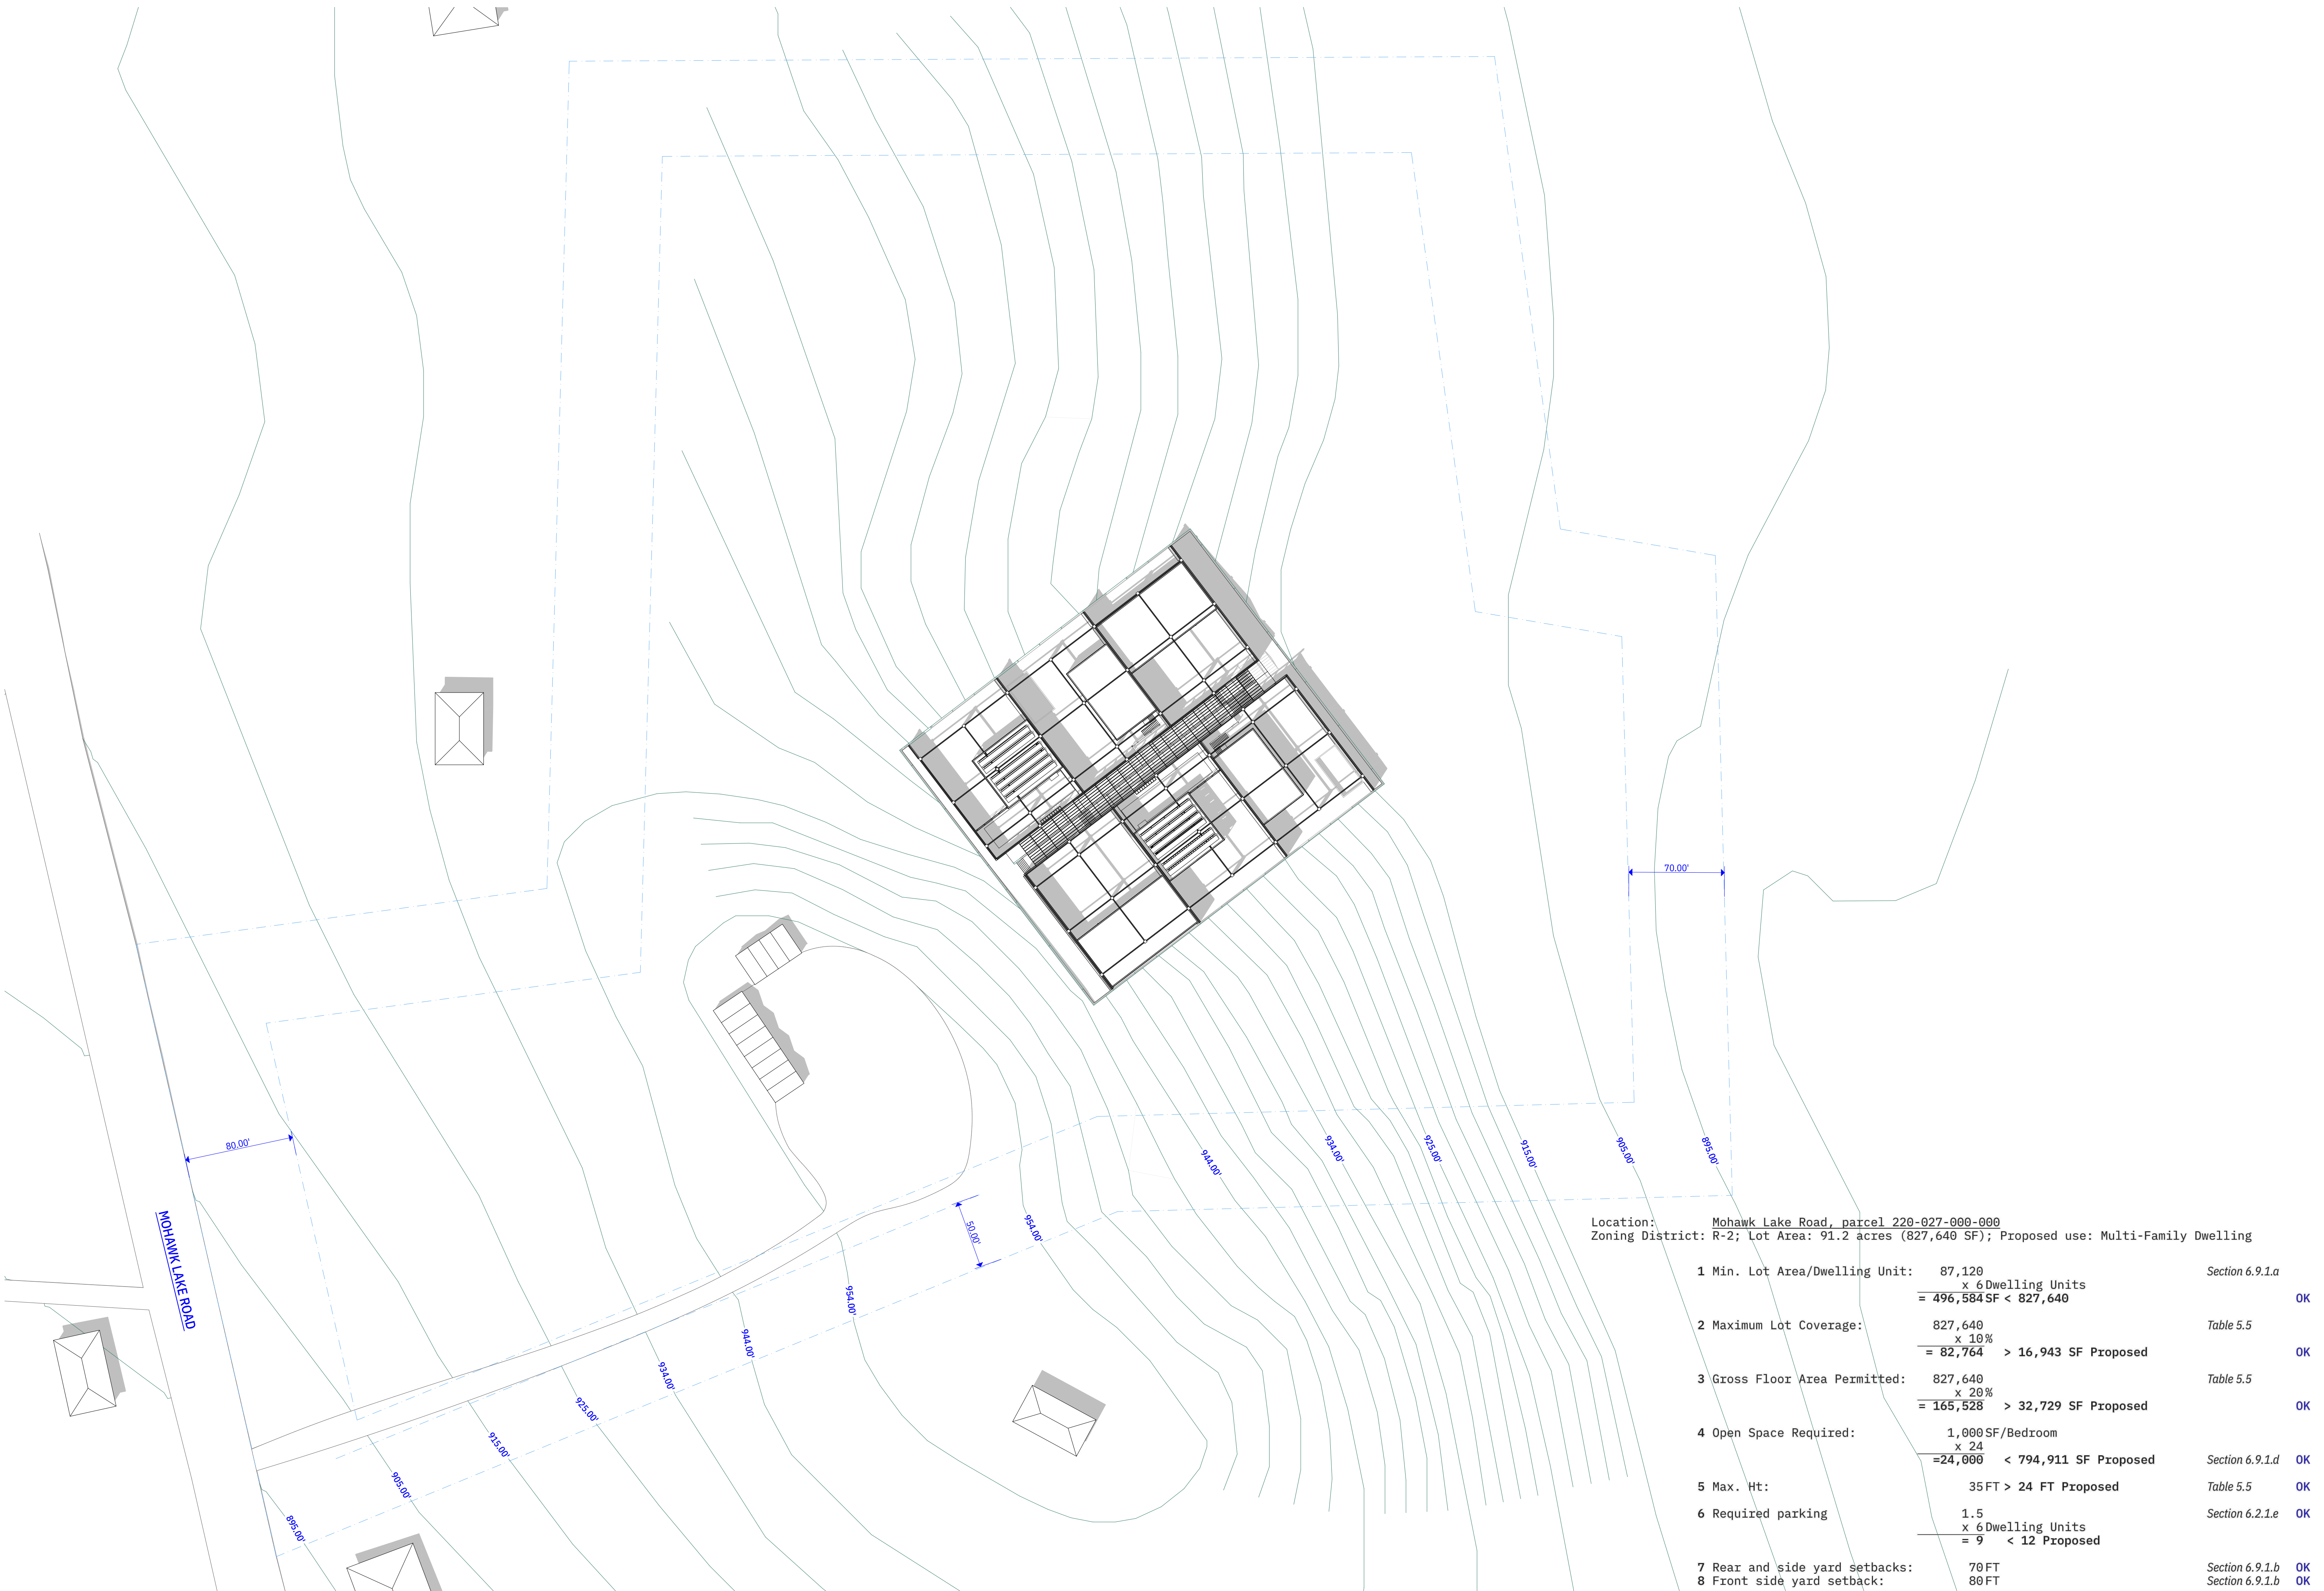 70.00'
80.00'
MOHAWK LAKE ROAD
50.00'
944.00'
934.00'
925.00'
915.00'
905.00'
895.00'
954.00'
954.00'
944.00'
934.00'
925.00'
915.00'
905.00'
895.00'
Location: Mohawk Lake Road, parcel 220-027-000-000
Zoning District: R-2; Lot Area: 91.2 acres (827,640 SF); Proposed use: Multi-Family Dwelling
1 Min. Lot Area/Dwelling Unit: 87,120 Section 6.9.1.a
x 6 Dwelling Units
= 496,584 SF < 827,640 OK
2 Maximum Lot Coverage: 827,640 Table 5.5
x 10%
= 82,764 > 16,943 SF Proposed OK
3 Gross Floor Area Permitted: 827,640 Table 5.5
x 20%
= 165,528 > 32,729 SF Proposed OK
4 Open Space Required: 1,000 SF/Bedroom
x 24
=24,000 < 794,911 SF Proposed Section 6.9.1.d OK
5 Max. Ht: 35 FT > 24 FT Proposed Table 5.5 OK
6 Required parking 1.5 Section 6.2.1.e OK
x 6 Dwelling Units
= 9 < 12 Proposed
7 Rear and side yard setbacks: 70 FT Section 6.9.1.b OK
8 Front side yard setback: 80 FT Section 6.9.1.b OK